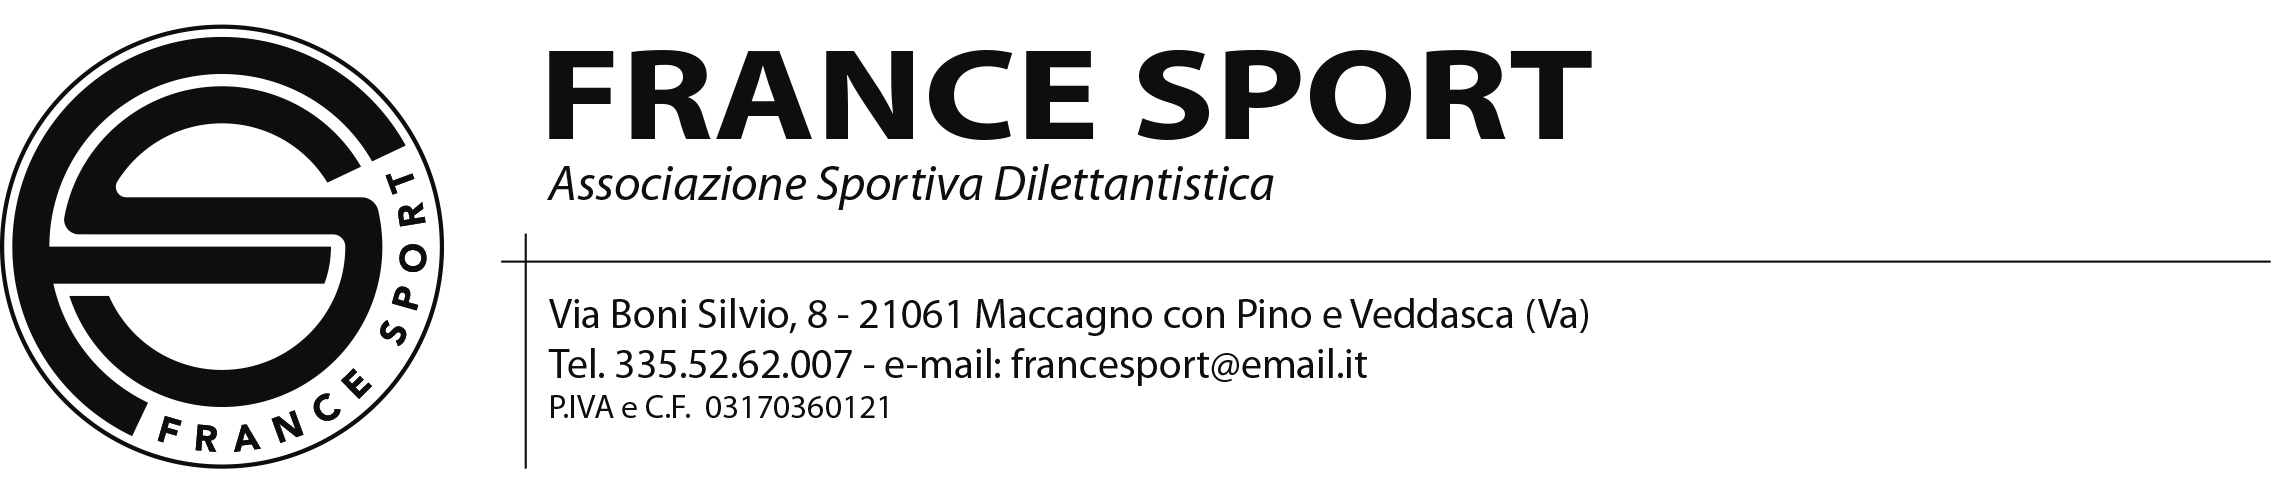 FRANCE SPORT
FRANCE SPORT
Associazione Sportiva Dilettantistica
Via Boni Silvio, 8 - 21061 Maccagno con Pino e Veddasca (Va)
Tel. 335.52.62.007 - e-mail: francesport@email.it
P.IVA e C.F. 03170360121